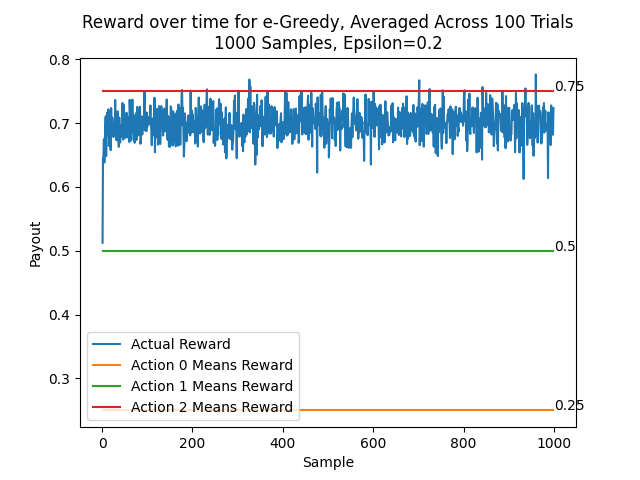 Reward over time for e-Greedy, Averaged Across 100 Trials
1000 Samples, Epsilon=0.2
0.8
0.7
0.6
0.5
0.4
0.3
Payout
0.75
0.5
0.25
Actual Reward
Action 0 Means Reward
Action 1 Means Reward
Action 2 Means Reward
0 200 400 600 800 1000
Sample